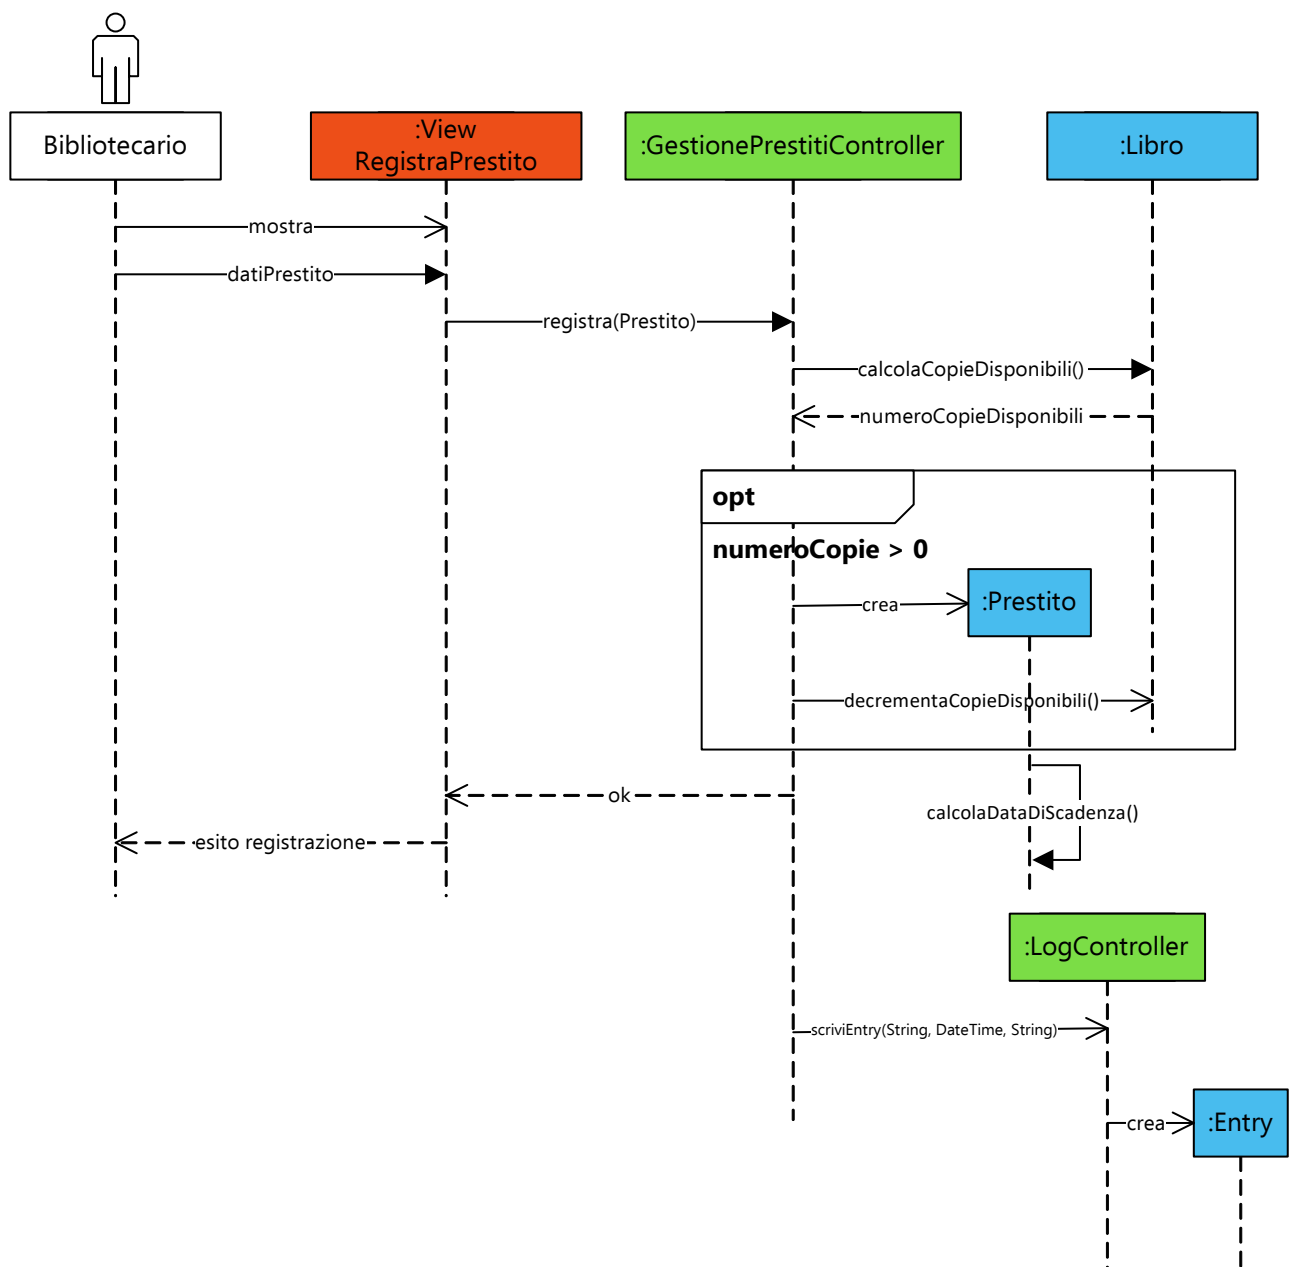 Bibliotecario
:View
RegistraPrestito
:GestionePrestitiController
:Libro
mostra
datiPrestito
registra(Prestito)
calcolaCopieDisponibili()
numeroCopieDisponibili
opt
numeroCopie > 0
crea
:Prestito
decrementaCopieDisponibili()
ok
calcolaDataDiScadenza()
esito registrazione
:LogController
scriviEntry(String, DateTime, String)
crea
:Entry